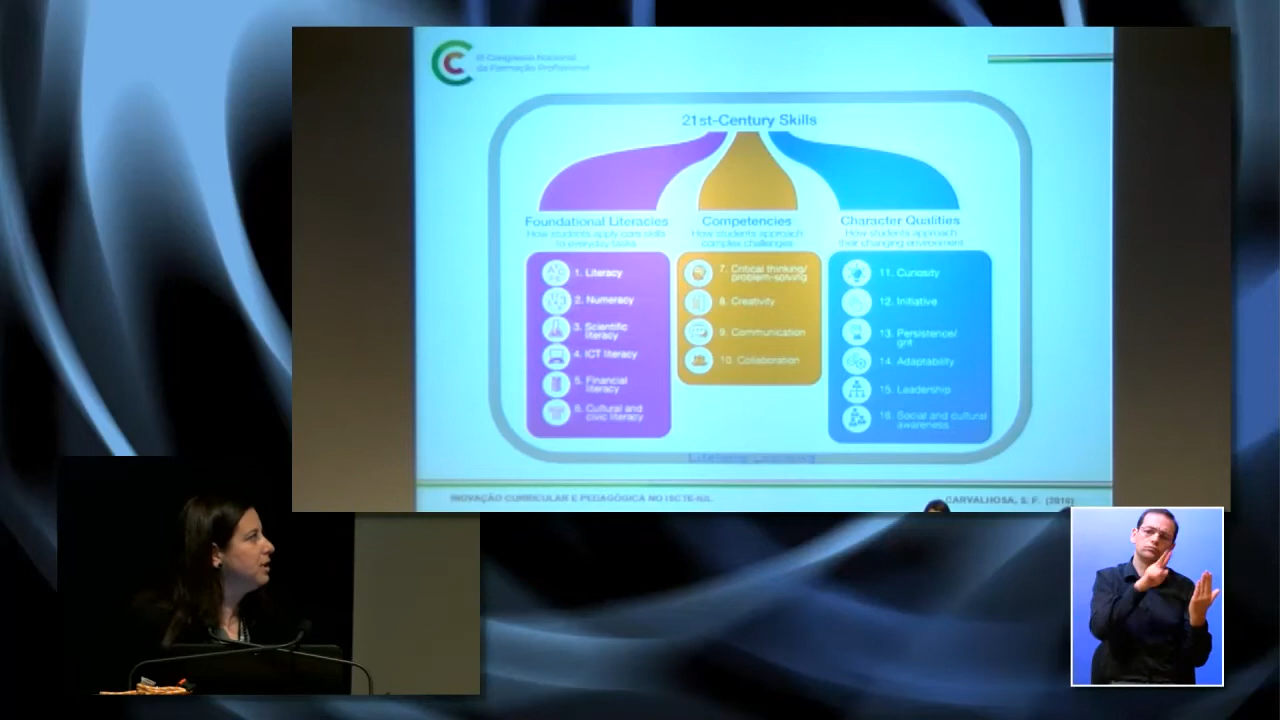 III Congresso Nacional
da Formação Profissional
21st-Century Skills
Foundational Literacies
How students apply core skills
to everyday tasks
1. Literacy
2. Numeracy
3. Scientific
literacy
4. ICT literacy
5. Financial
literacy
6. Cultural and
civic literacy
Competencies
How students approach
complex challenges
7. Critical thinking/
problem-solving
8. Creativity
9. Communication
10. Collaboration
Character Qualities
How students approach
their changing environment
11. Curiosity
12. Initiative
13. Persistence/
grit
14. Adaptability
15. Leadership
16. Social and cultural
awareness
Lifelong Learning
INOVAÇÃO CURRICULAR E PEDAGÓGICA NO ISCTE-IUL
CARVALHOSA, S. F. (2016)